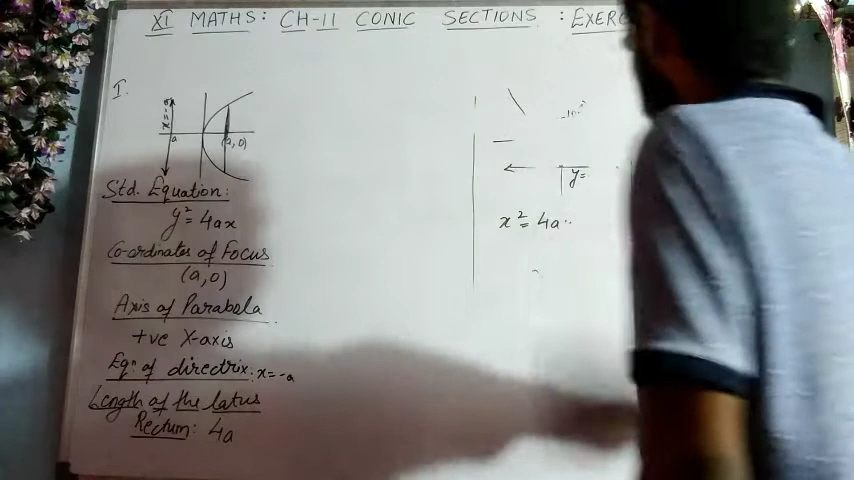 XI MATHS: CH-11 CONIC SECTIONS : EXERC
I.
x=-a
a
(a, 0)
Std. Equation:
y²= 4ax
Co-ordinates of Focus
(a,0)
Axis of Parabola
+ve X-axis
Eqⁿ of directrix: x=-a
Length of the latus
Rectum: 4a
y=
x²= 4a